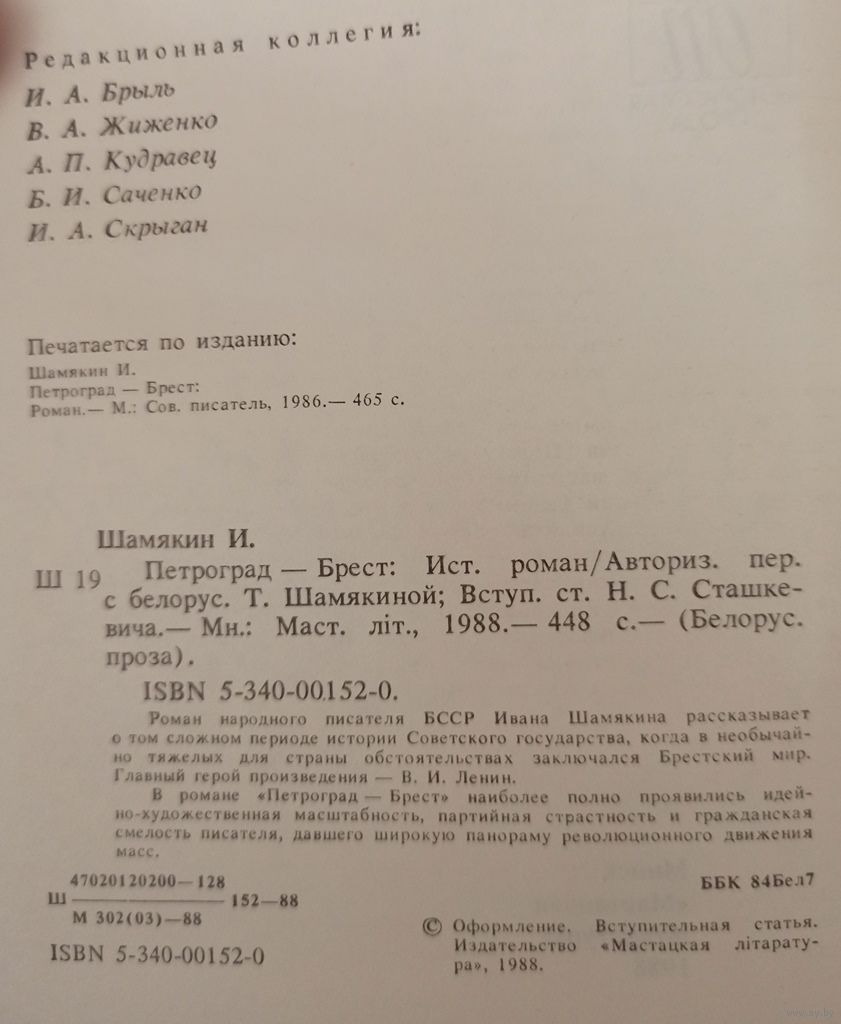 Редакционная коллегия:
И. А. Брыль
В. А. Жиженко
А. П. Кудравец
Б. И. Саченко
И. А. Скрыган
Печатается по изданию:
Шамякин И.
Петроград — Брест:
Роман.— М.: Сов. писатель, 1986.— 465 с.
Шамякин И.
Ш 19 Петроград — Брест: Ист. роман/Авториз. пер.
с белорус. Т. Шамякиной; Вступ. ст. Н. С. Сташке-
вича.— Мн.: Маст. літ., 1988.— 448 с.— (Белорус.
проза).
ISBN 5-340-00152-0.
Роман народного писателя БССР Ивана Шамякина рассказывает
о том сложном периоде истории Советского государства, когда в необычай-
но тяжелых для страны обстоятельствах заключался Брестский мир.
Главный герой произведения — В. И. Ленин.
В романе «Петроград — Брест» наиболее полно проявились идей-
но-художественная масштабность, партийная страстность и гражданская
смелость писателя, давшего широкую панораму революционного движения
масс.
47020120200—128
Ш 152—88
М 302(03)—88
ББК 84Бел7
© Оформление. Вступительная статья.
Издательство «Мастацкая літарату-
ра», 1988.
ISBN 5-340-00152-0
www.ay.by